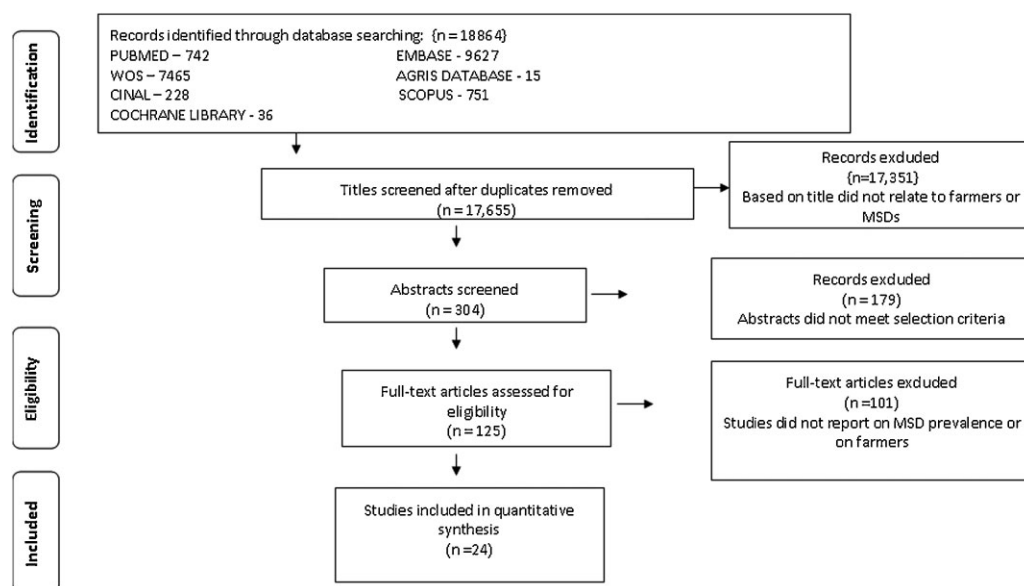 Identification
Records identified through database searching: {n = 18864}
PUBMED – 742
EMBASE - 9627
WOS – 7465
AGRIS DATABASE - 15
CINAL – 228
SCOPUS - 751
COCHRANE LIBRARY - 36
Screening
Titles screened after duplicates removed
(n = 17,655)
Records exduded
{n=17,351}
Based on title did not relate to farmers or
MSDs
Abstracts screened
(n = 304)
Records exduded
(n = 179)
Abstracts did not meet selection criteria
Eligibility
Full-text articles assessed for
eligibility
(n = 125)
Full-text articles exduded
(n =101)
Studies did not report on MSD prevalence or
on farmers
Included
Studies included in quantitative
synthesis
(n =24)